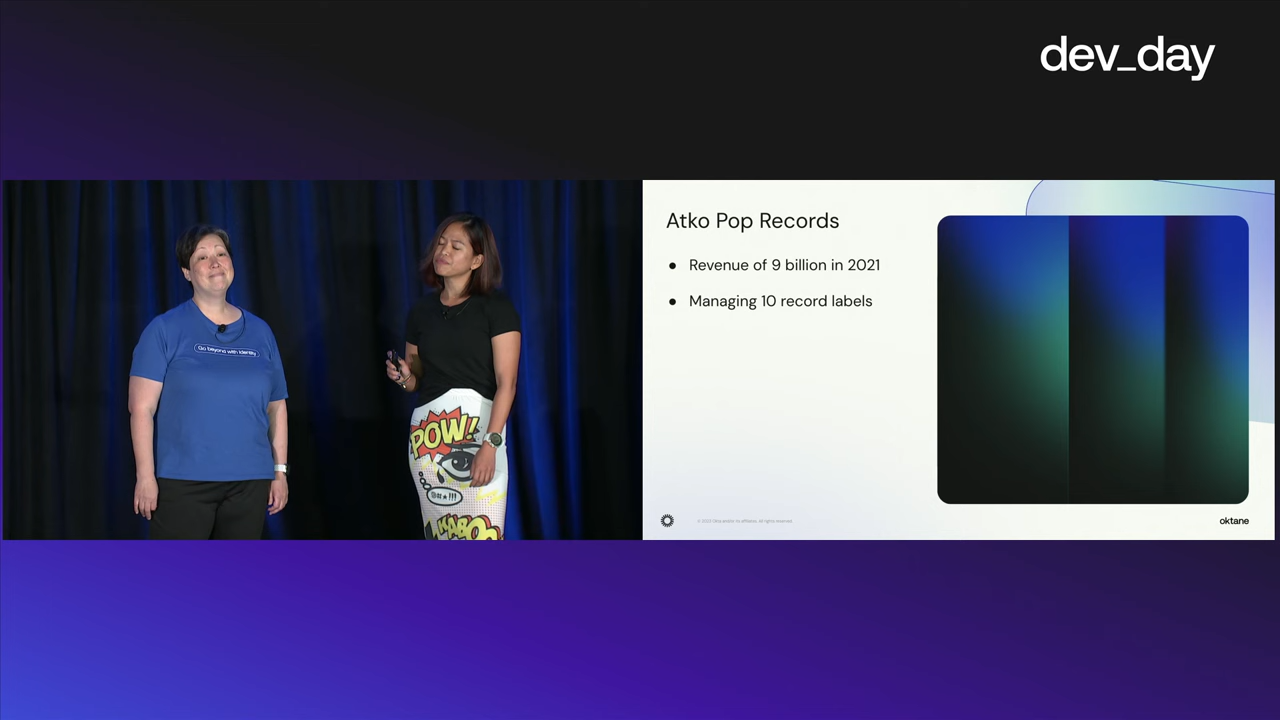 dev_day
Go beyond with Identity
POW!
@#★!!!
KABOO
Atko Pop Records
● Revenue of 9 billion in 2021
● Managing 10 record labels
oktane